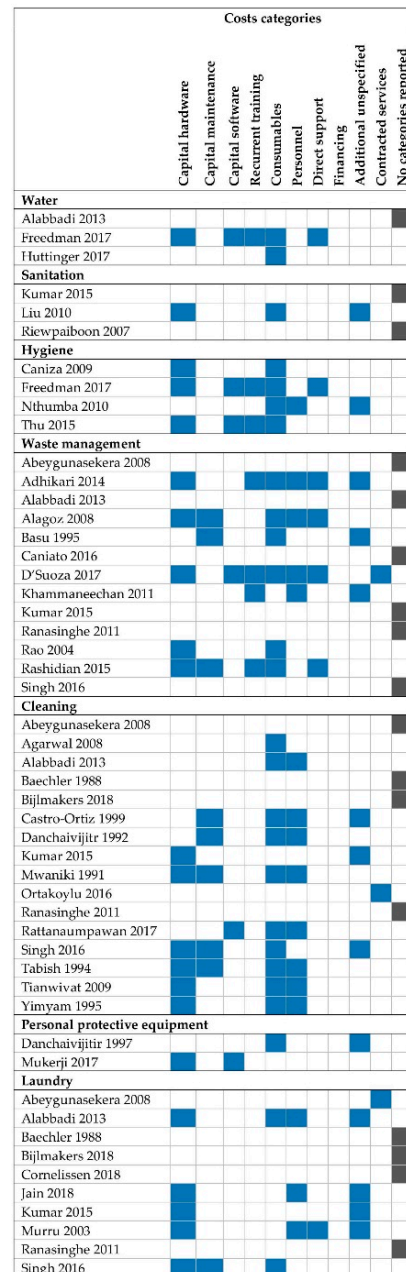 Costs categories
Capital hardware
Capital maintenance
Capital software
Recurrent training
Consumables
Personnel
Direct support
Financing
Additional unspecified
Contracted services
No categories reported
Water
Alabbadi 2013
Freedman 2017
Huttinger 2017
Sanitation
Kumar 2015
Liu 2010
Riewpaiboon 2007
Hygiene
Caniza 2009
Freedman 2017
Nthumba 2010
Thu 2015
Waste management
Abeygunasekera 2008
Adhikari 2014
Alabbadi 2013
Alagoz 2008
Basu 1995
Caniato 2016
D'Suoza 2017
Khammaneechan 2011
Kumar 2015
Ranasinghe 2011
Rao 2004
Rashidian 2015
Singh 2016
Cleaning
Abeygunasekera 2008
Agarwal 2008
Alabbadi 2013
Baechler 1988
Bijlmakers 2018
Castro-Ortiz 1999
Danchaivijitr 1992
Kumar 2015
Mwaniki 1991
Ortakoylu 2016
Ranasinghe 2011
Rattanaumpawan 2017
Singh 2016
Tabish 1994
Tianwivat 2009
Yimyam 1995
Personal protective equipment
Danchaivijitir 1997
Mukerji 2017
Laundry
Abeygunasekera 2008
Alabbadi 2013
Baechler 1988
Bijlmakers 2018
Cornelissen 2018
Jain 2018
Kumar 2015
Murru 2003
Ranasinghe 2011
Singh 2016